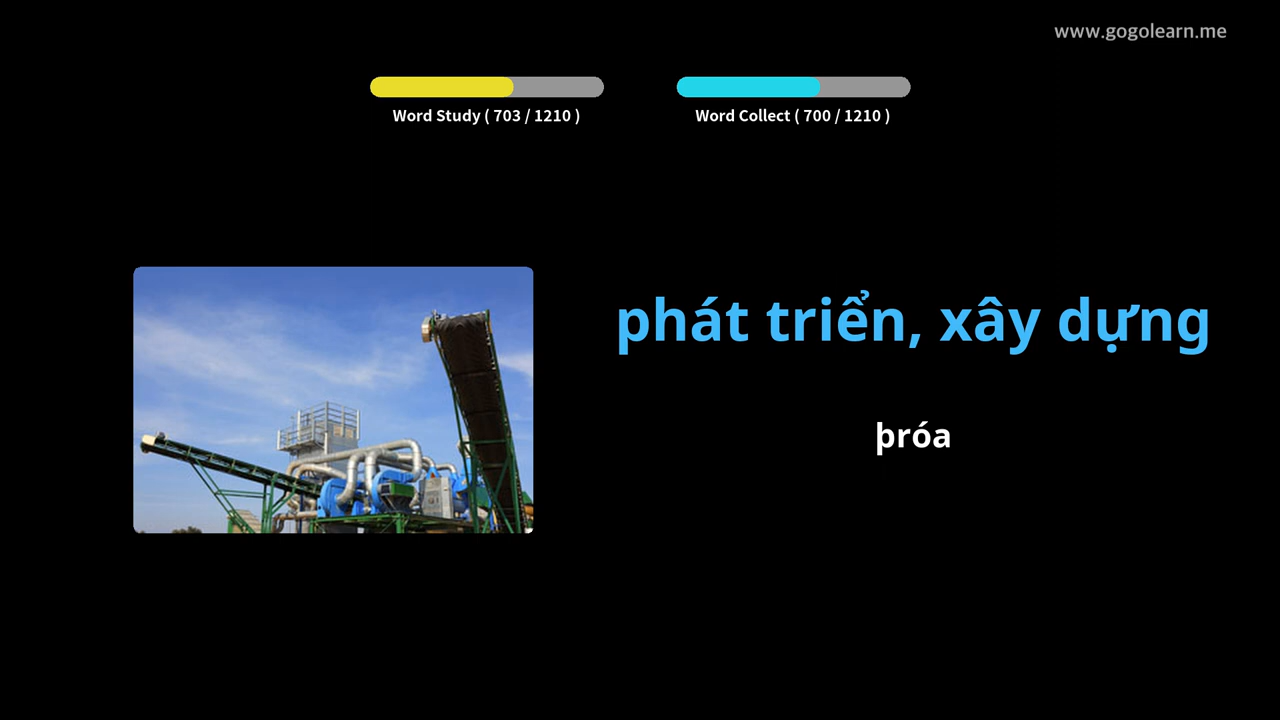 www.gogolearn.me
Word Study ( 703 / 1210 )
Word Collect ( 700 / 1210 )
phát triển, xây dựng
þróa